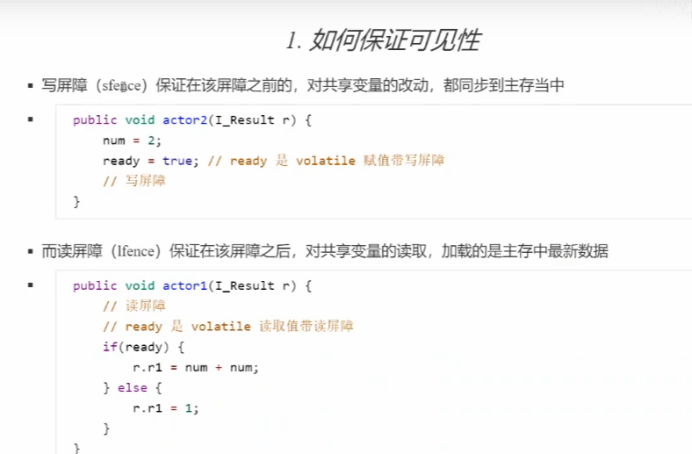 1. 如何保证可见性
写屏障（sfence）保证在该屏障之前的，对共享变量的改动，都同步到主存当中
public void actor2(I_Result r) {
num = 2;
ready = true; // ready 是 volatile 赋值带写屏障
// 写屏障
}
而读屏障（lfence）保证在该屏障之后，对共享变量的读取，加载的是主存中最新数据
public void actor1(I_Result r) {
// 读屏障
// ready 是 volatile 读取值带读屏障
if(ready) {
r.r1 = num + num;
} else {
r.r1 = 1;
}
}